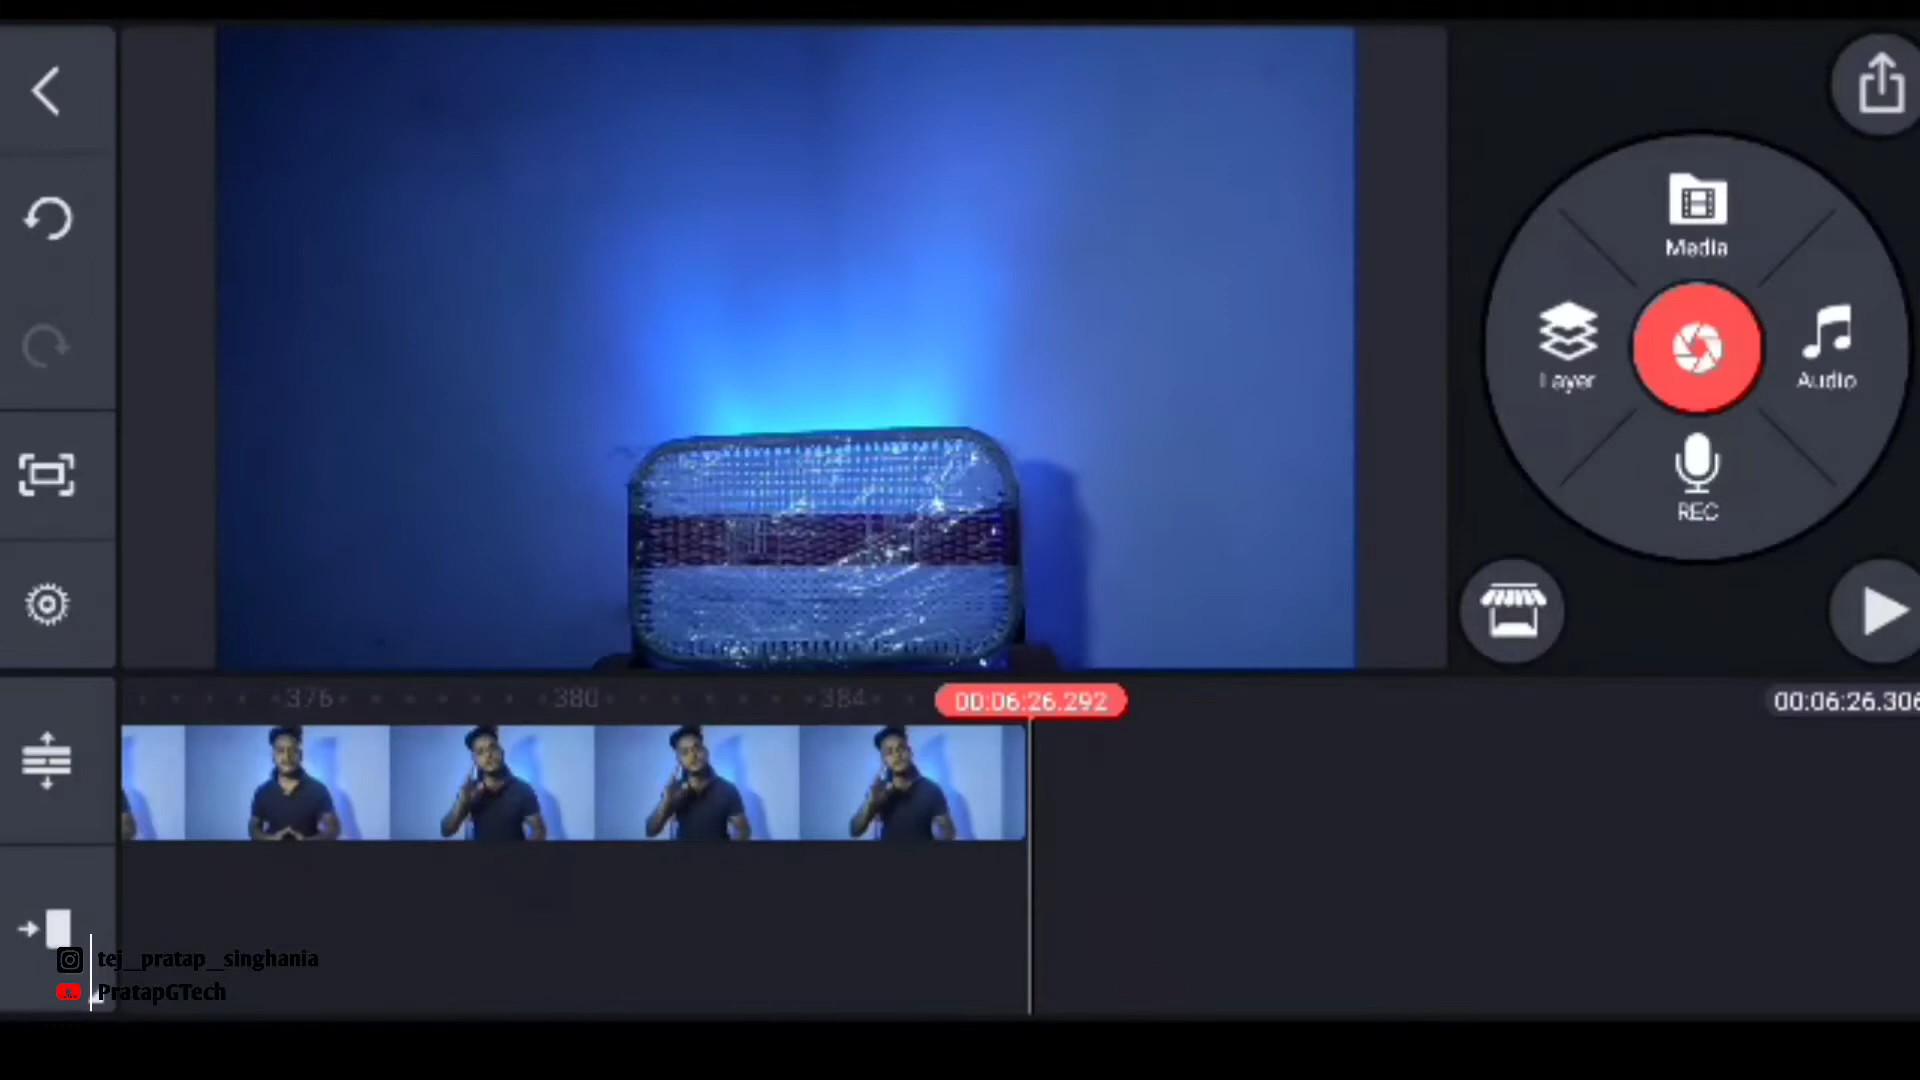 Media
Layer
Audio
REC
376
380
384
00:06:26.292
00:06:26.306
tej_pratap_singhania
PratapGTech